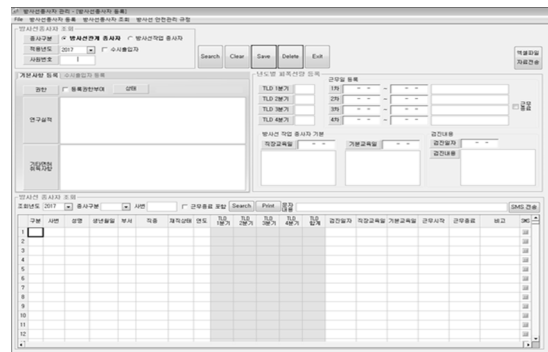 방사선종사자 관리 - [방사선종사자 등록]
File 방사선종사자 등록 방사선종사자 조회 방사선 안전관리 규정
방사선종사자 조회
종사구분 방사선관계 종사자 방사선작업 종사자
적용년도 2017 수시출입자
사원번호
Search Clear Save Delete Exit
엑셀파일
자료전송
기본사항 등록 수시출입자 등록
권한 등록권한부여 상태
연구실적
년도별 피폭선량 등록
TLD 1분기
TLD 2분기
TLD 3분기
TLD 4분기
근무일 등록
1차 - - ~ - -
2차 - - ~ - -
3차 - - ~ - -
4차 - - ~ - -
근무
종료
방사선 작업 종사자 기본
직장교육일 - - 기본교육일 - -
검진내용
검진일자 - -
검진내용
방사선 종사자 조회
조회년도 2017 종사구분 사번 근무종료 포함 Search Print 문자
내용 SMS 전송
구분 사번 성명 생년월일 부서 직종 재직상태 연도 TLD 1분기 TLD 2분기 TLD 3분기 TLD 4분기 TLD 합계 검진일자 직장교육일 기본교육일 근무시작 근무종료 비고 SMS
1
2
3
4
5
6
7
8
9
10
11
12